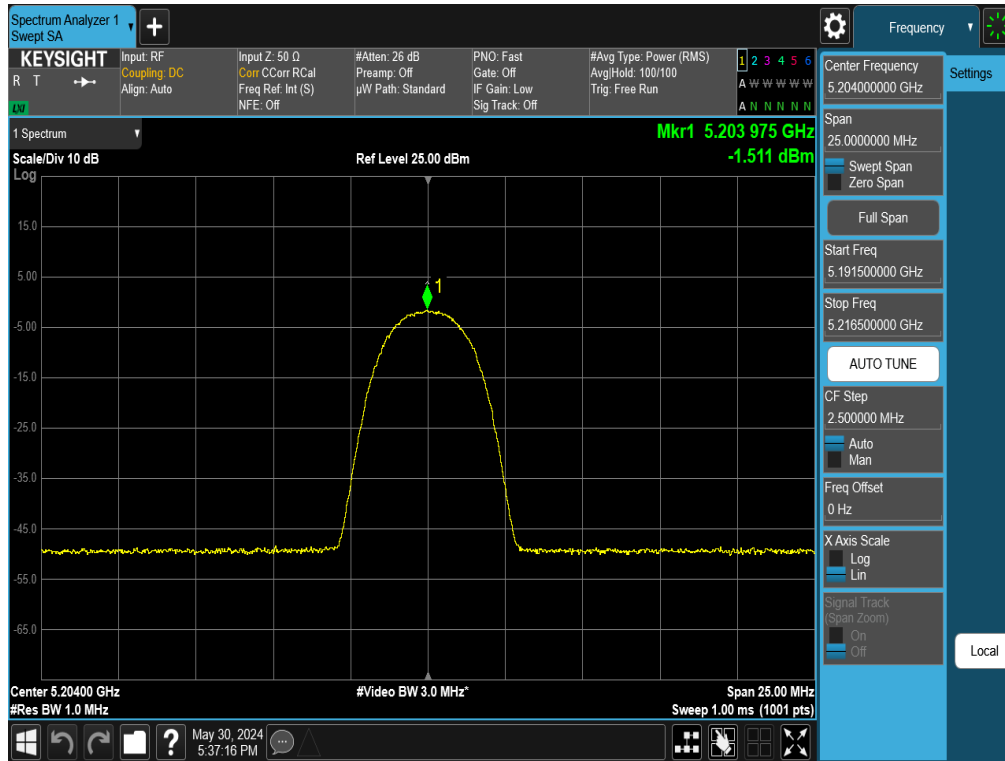 Spectrum Analyzer 1
Swept SA
Frequency
KEYSIGHT
R T
LXI
Input: RF
Coupling: DC
Align: Auto
Input Z: 50 Ω
Corr CCorr RCal
Freq Ref: Int (S)
NFE: Off
#Atten: 26 dB
Preamp: Off
µW Path: Standard
PNO: Fast
Gate: Off
IF Gain: Low
Sig Track: Off
#Avg Type: Power (RMS)
Avg|Hold: 100/100
Trig: Free Run
1 2 3 4 5 6
A W W W W W
A N N N N N
1 Spectrum
Scale/Div 10 dB
Log
Ref Level 25.00 dBm
Mkr1 5.203 975 GHz
-1.511 dBm
15.0
5.00
-5.00
-15.0
-25.0
-35.0
-45.0
-55.0
-65.0
1
Center 5.20400 GHz
#Res BW 1.0 MHz
#Video BW 3.0 MHz*
Span 25.00 MHz
Sweep 1.00 ms (1001 pts)
Center Frequency
5.204000000 GHz
Span
25.0000000 MHz
Swept Span
Zero Span
Full Span
Start Freq
5.191500000 GHz
Stop Freq
5.216500000 GHz
AUTO TUNE
CF Step
2.500000 MHz
Auto
Man
Freq Offset
0 Hz
X Axis Scale
Log
Lin
Signal Track
(Span Zoom)
On
Off
Settings
Local
?
May 30, 2024
5:37:16 PM